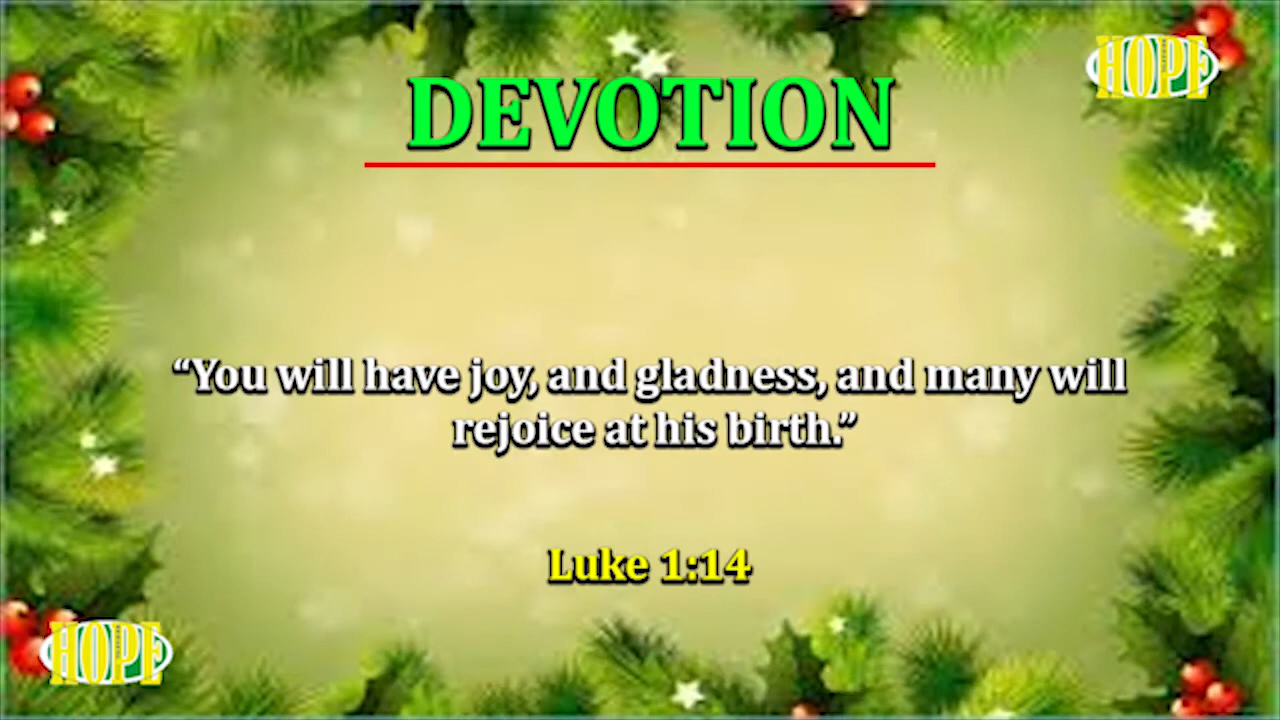 HOPE
DEVOTION
“You will have joy, and gladness, and many will
rejoice at his birth.”
Luke 1:14
HOPE